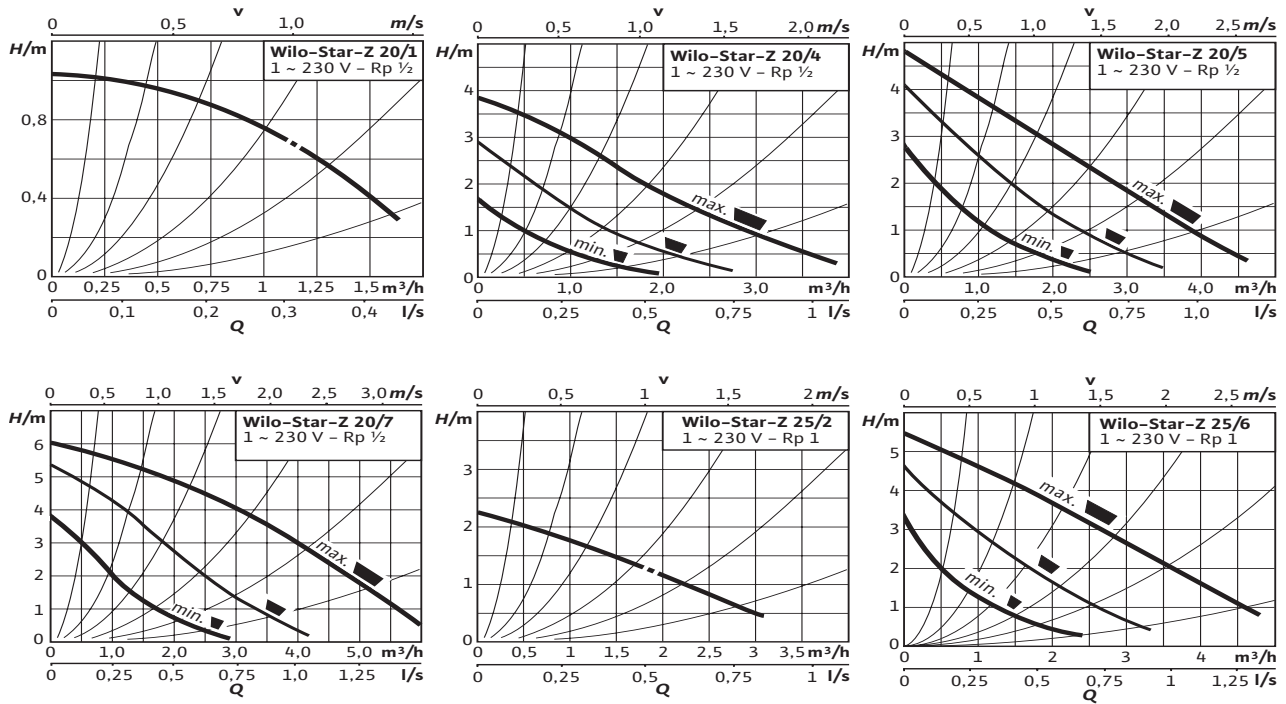 v
0 0,5 1,0 m/s
H/m
Wilo-Star-Z 20/1
1 ~ 230 V – Rp ½
0,8
0,4
0
0 0,25 0,5 0,75 1 1,25 1,5 m³/h
0 0,1 0,2 0,3 0,4 l/s
Q
v
0 0,5 1,0 1,5 2,0 m/s
H/m
Wilo-Star-Z 20/4
1 ~ 230 V – Rp ½
4
3
2
max.
1
min.
0
0 1,0 2,0 3,0 m³/h
0 0,25 0,5 0,75 1 l/s
Q
v
0 0,5 1,0 1,5 2,0 2,5 m/s
H/m
Wilo-Star-Z 20/5
1 ~ 230 V – Rp ½
4
3
2
max.
1
min.
0
0 1.0 2.0 3.0 4.0 m³/h
0 0,25 0,5 0,75 1,0 l/s
Q
v
0 0,5 1,0 1,5 2,0 2,5 3,0 m/s
H/m
Wilo-Star-Z 20/7
1 ~ 230 V – Rp ½
6
5
4
3
max.
2
1
min.
0
0 1.0 2.0 3.0 4.0 5.0 m³/h
0 0,25 0,5 0,75 1,0 1,25 l/s
Q
v
0 0,5 1 1,5 2 m/s
H/m
Wilo-Star-Z 25/2
1 ~ 230 V – Rp 1
3
2
1
0
0 0,5 1 1,5 2 2,5 3 3,5 m³/h
0 0,25 0,5 0,75 1 l/s
Q
v
0 0,5 1 1,5 2 2,5 m/s
H/m
Wilo-Star-Z 25/6
1 ~ 230 V – Rp 1
5
4
max.
3
2
min.
1
0
0 1 2 3 4 m³/h
0 0,25 0,5 0,75 1 1,25 l/s
Q